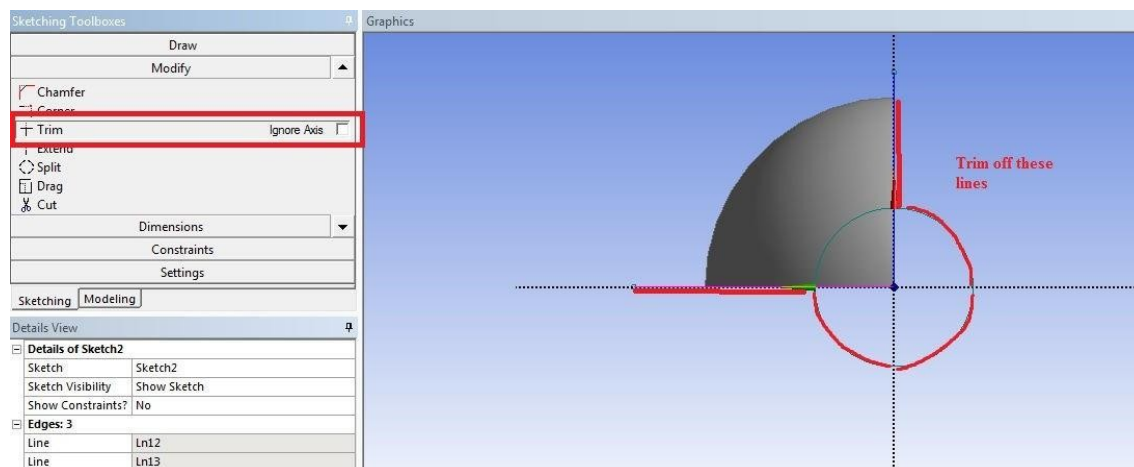 Sketching Toolboxes
Draw
Modify
Chamfer
Corner
Trim Ignore Axis
Extend
Split
Drag
Cut
Dimensions
Constraints
Settings
Sketching Modeling
Details View
Details of Sketch2
Sketch Sketch2
Sketch Visibility Show Sketch
Show Constraints? No
Edges: 3
Line Ln12
Line Ln13
Graphics
Trim off these
lines